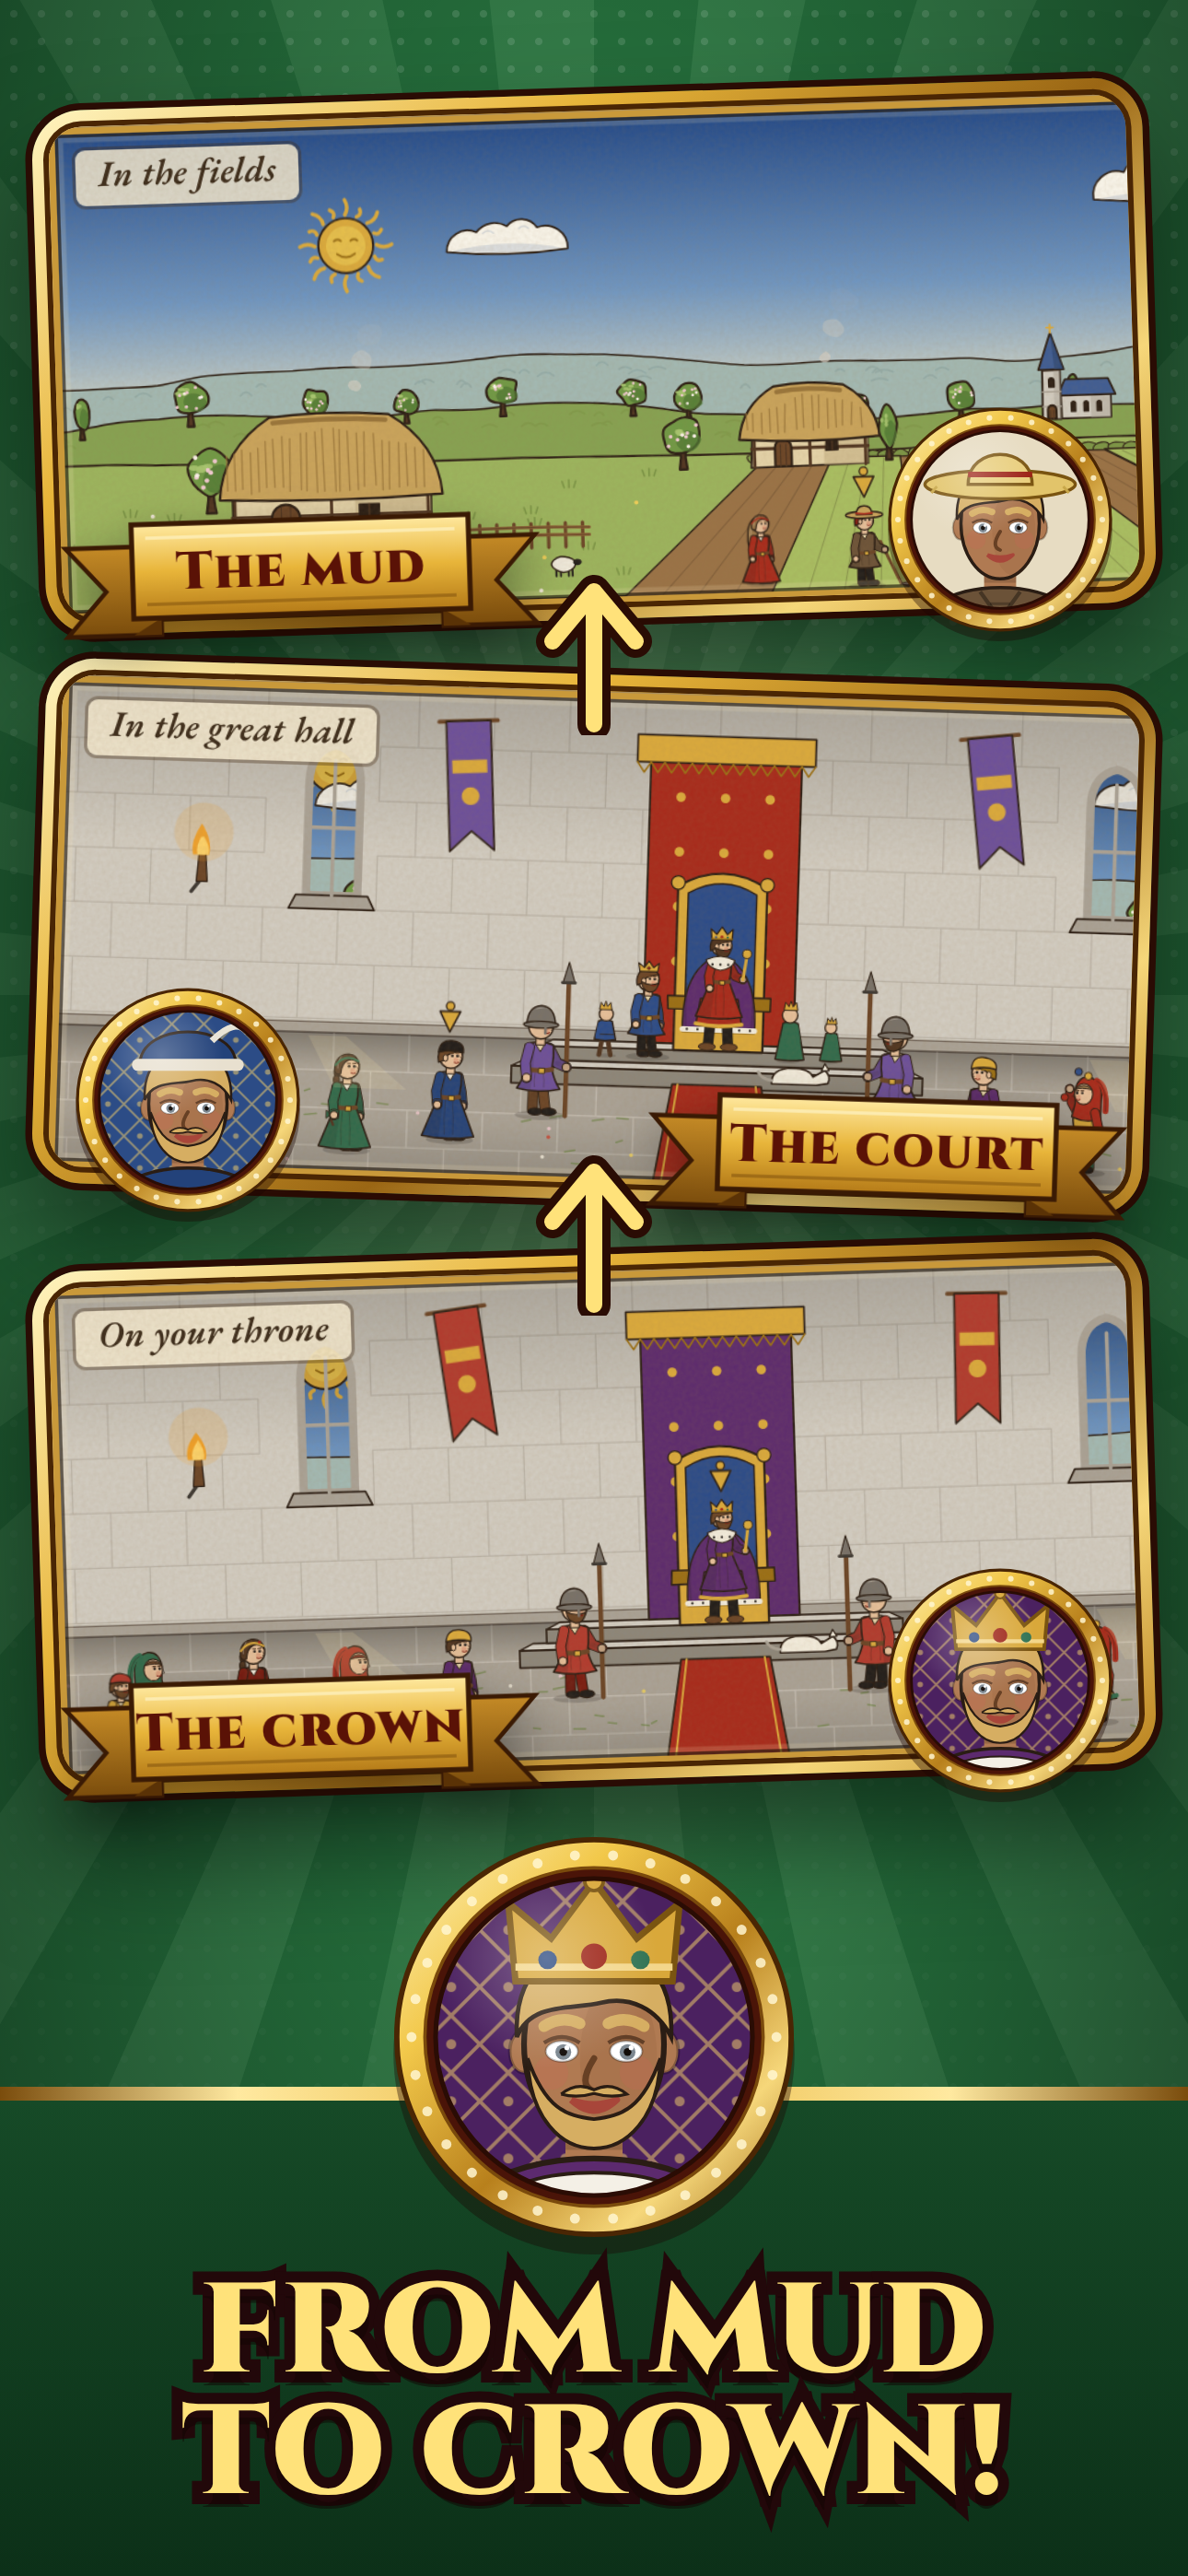 In the fields
THE MUD
In the great hall
THE COURT
On your throne
THE CROWN
FROM MUD
TO CROWN!